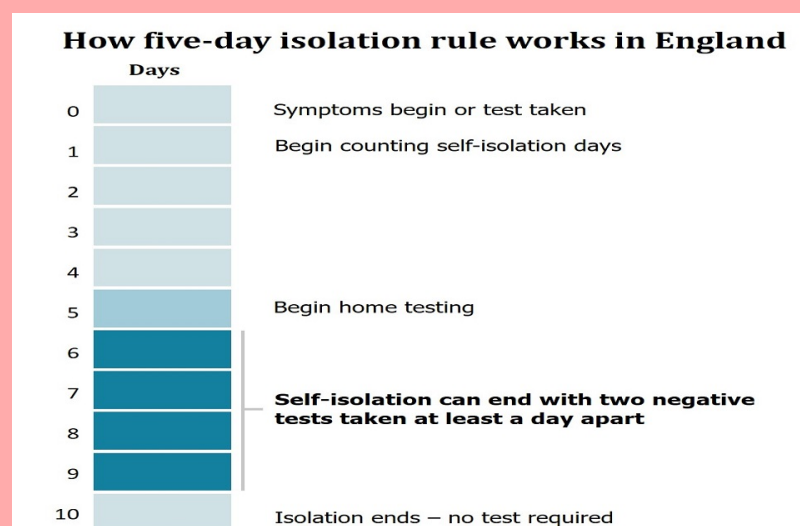 How five-day isolation rule works in England
Days
0 Symptoms begin or test taken
1 Begin counting self-isolation days
2
3
4
5 Begin home testing
6
7
Self-isolation can end with two negative
tests taken at least a day apart
8
9
10 Isolation ends – no test required